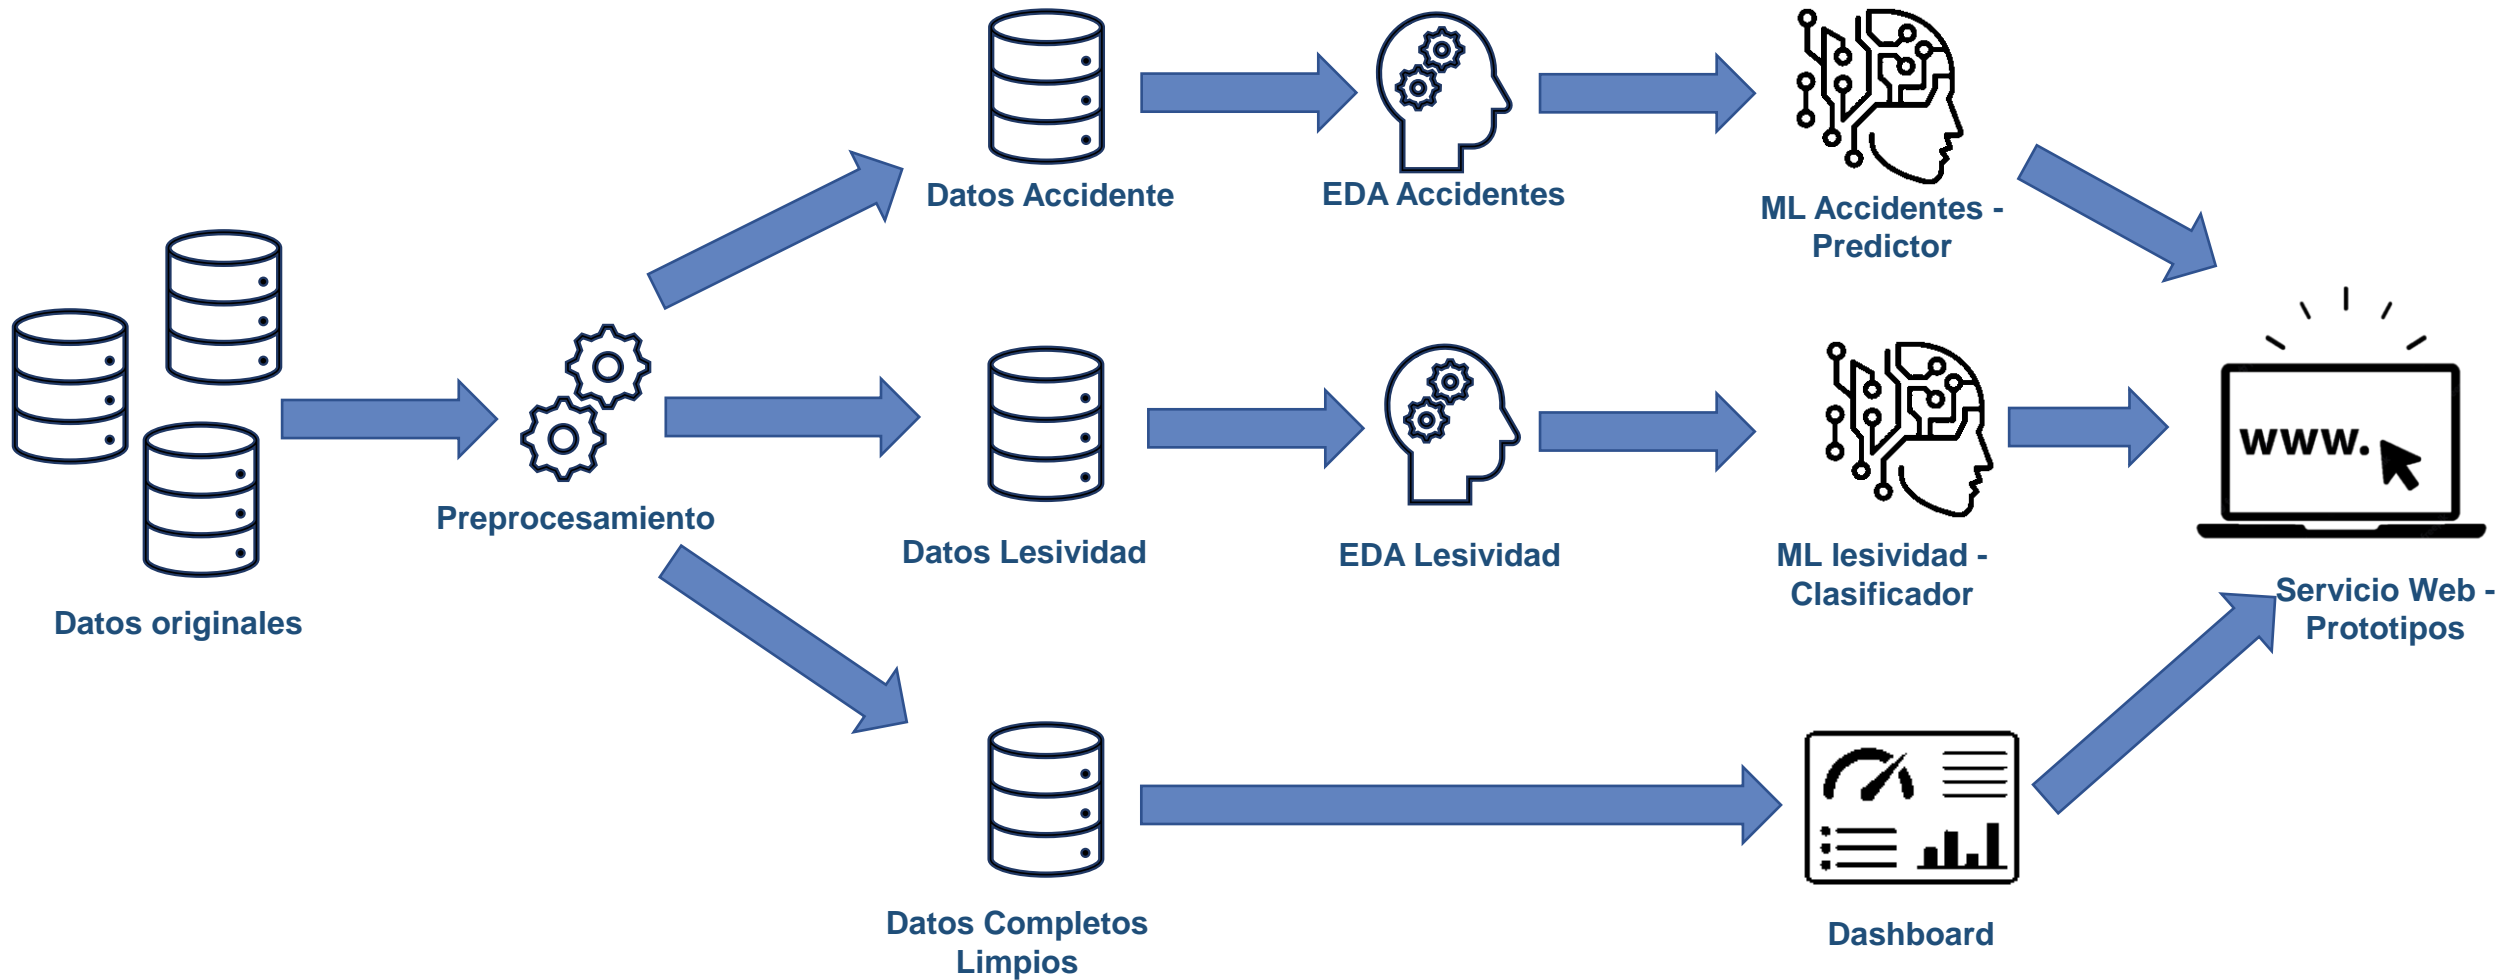 Datos Accidente
EDA Accidentes
ML Accidentes -
Predictor
Datos originales
Preprocesamiento
Datos Lesividad
EDA Lesividad
ML lesividad -
Clasificador
www.
Servicio Web -
Prototipos
Datos Completos
Limpios
Dashboard